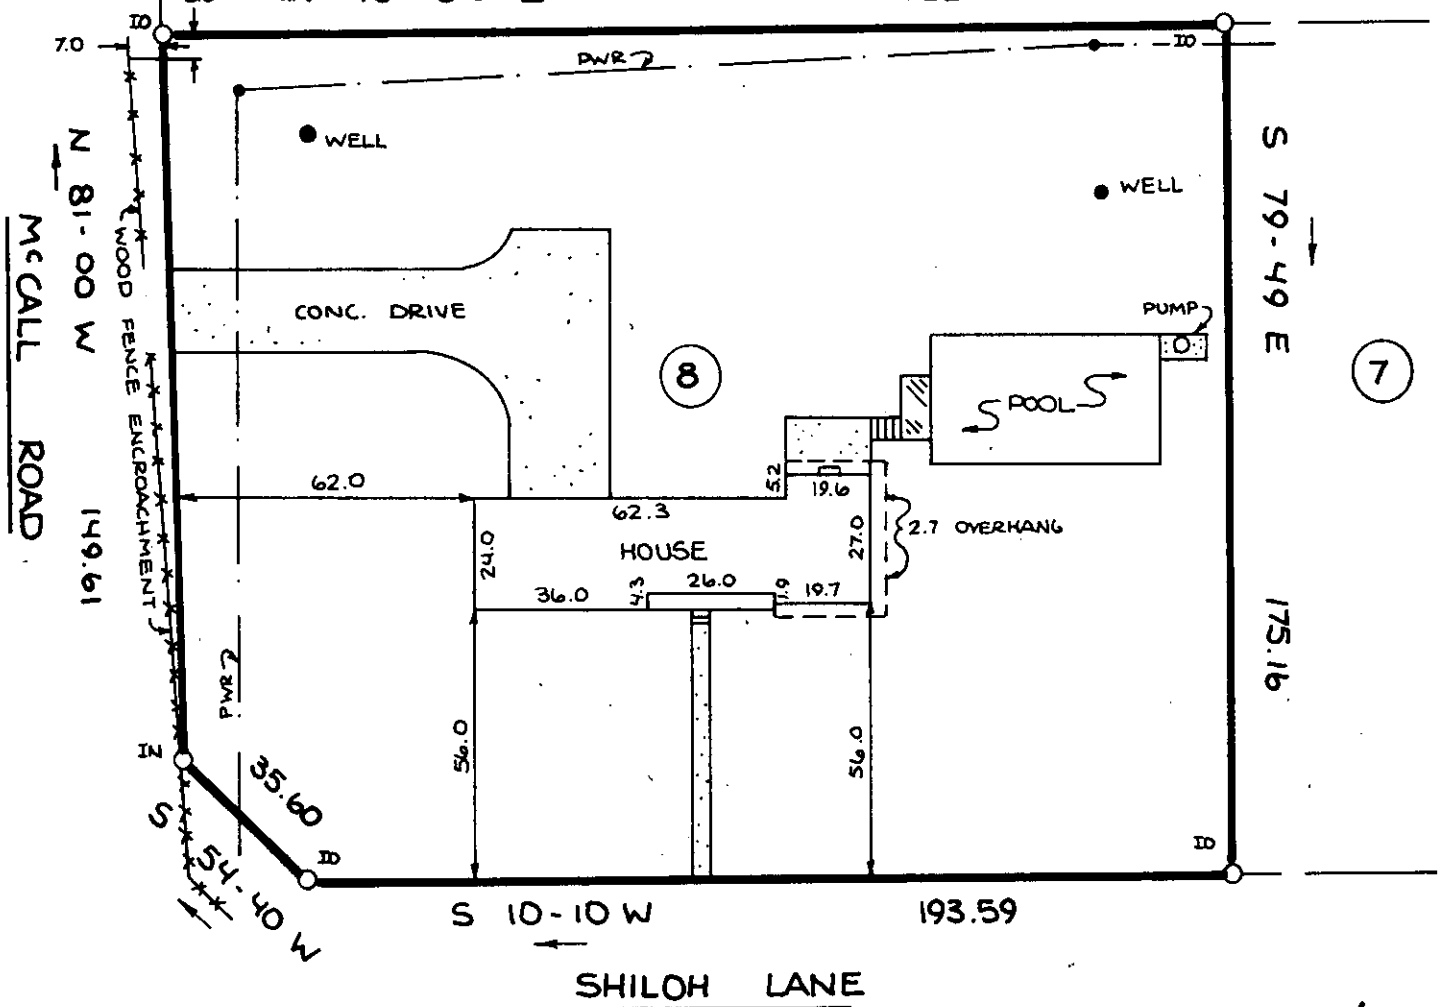 IO
7.0
PWR
IO
WELL
WELL
N 81-00 W
149.61
McCALL ROAD
WOOD FENCE ENCROACHMENT
CONC. DRIVE
8
PUMP
POOL
S 79-49 E
175.16
7
62.0
62.3
5.2
19.6
HOUSE
24.0
27.0
2.7 OVERHANG
36.0
4.3
26.0
1.9
19.7
PWR
56.0
56.0
IN
35.60
IO
IO
S 54-40 W
S 10-10 W
193.59
SHILOH LANE